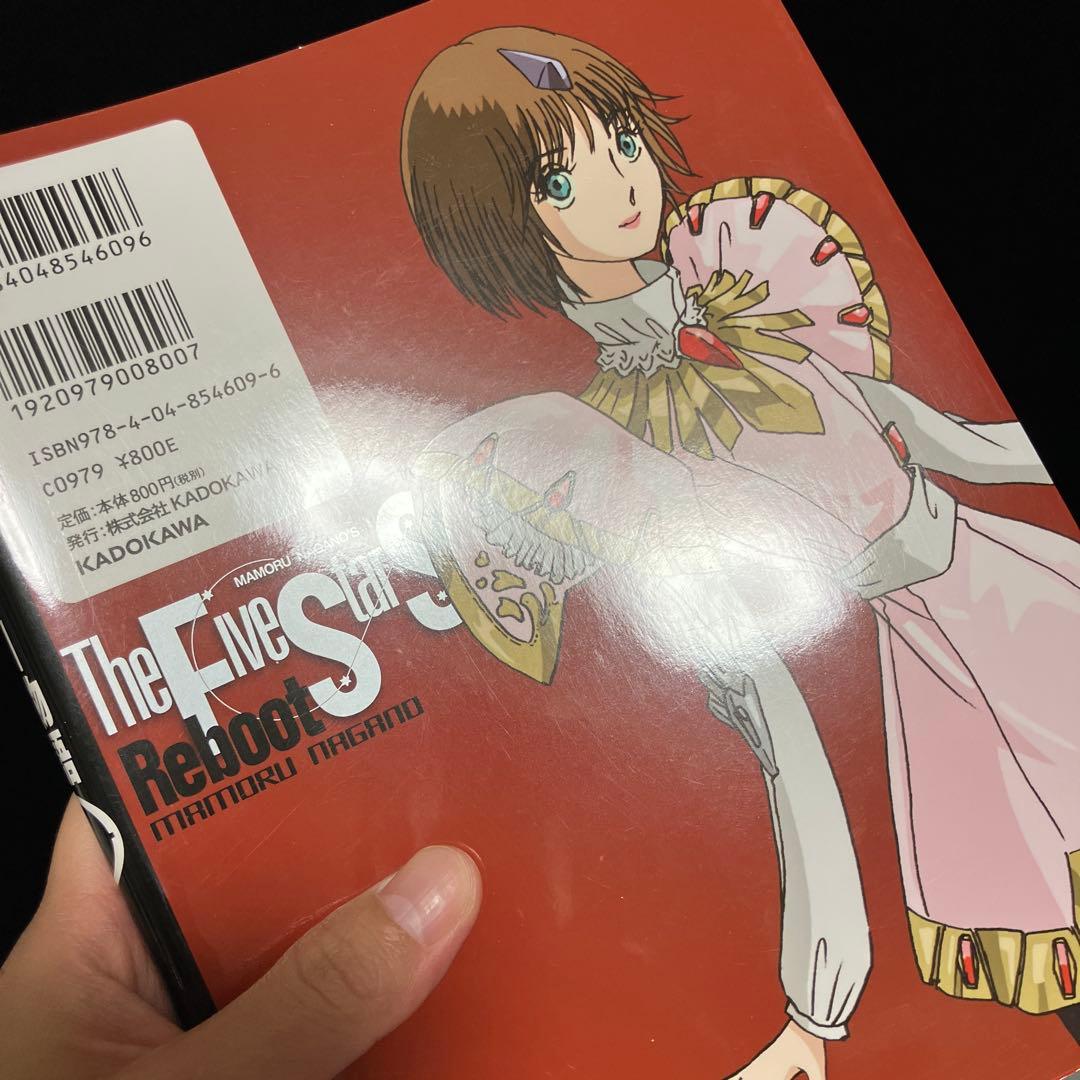 4048546096
1920979008007
ISBN978-4-04-854609-6
C0979 ¥800E
定価:本体800円(税別)
発行:株式会社KADOKAWA
KADOKAWA
MAMORU NAGANO'S
The Five Star S
Reboot
MAMORU NAGANO